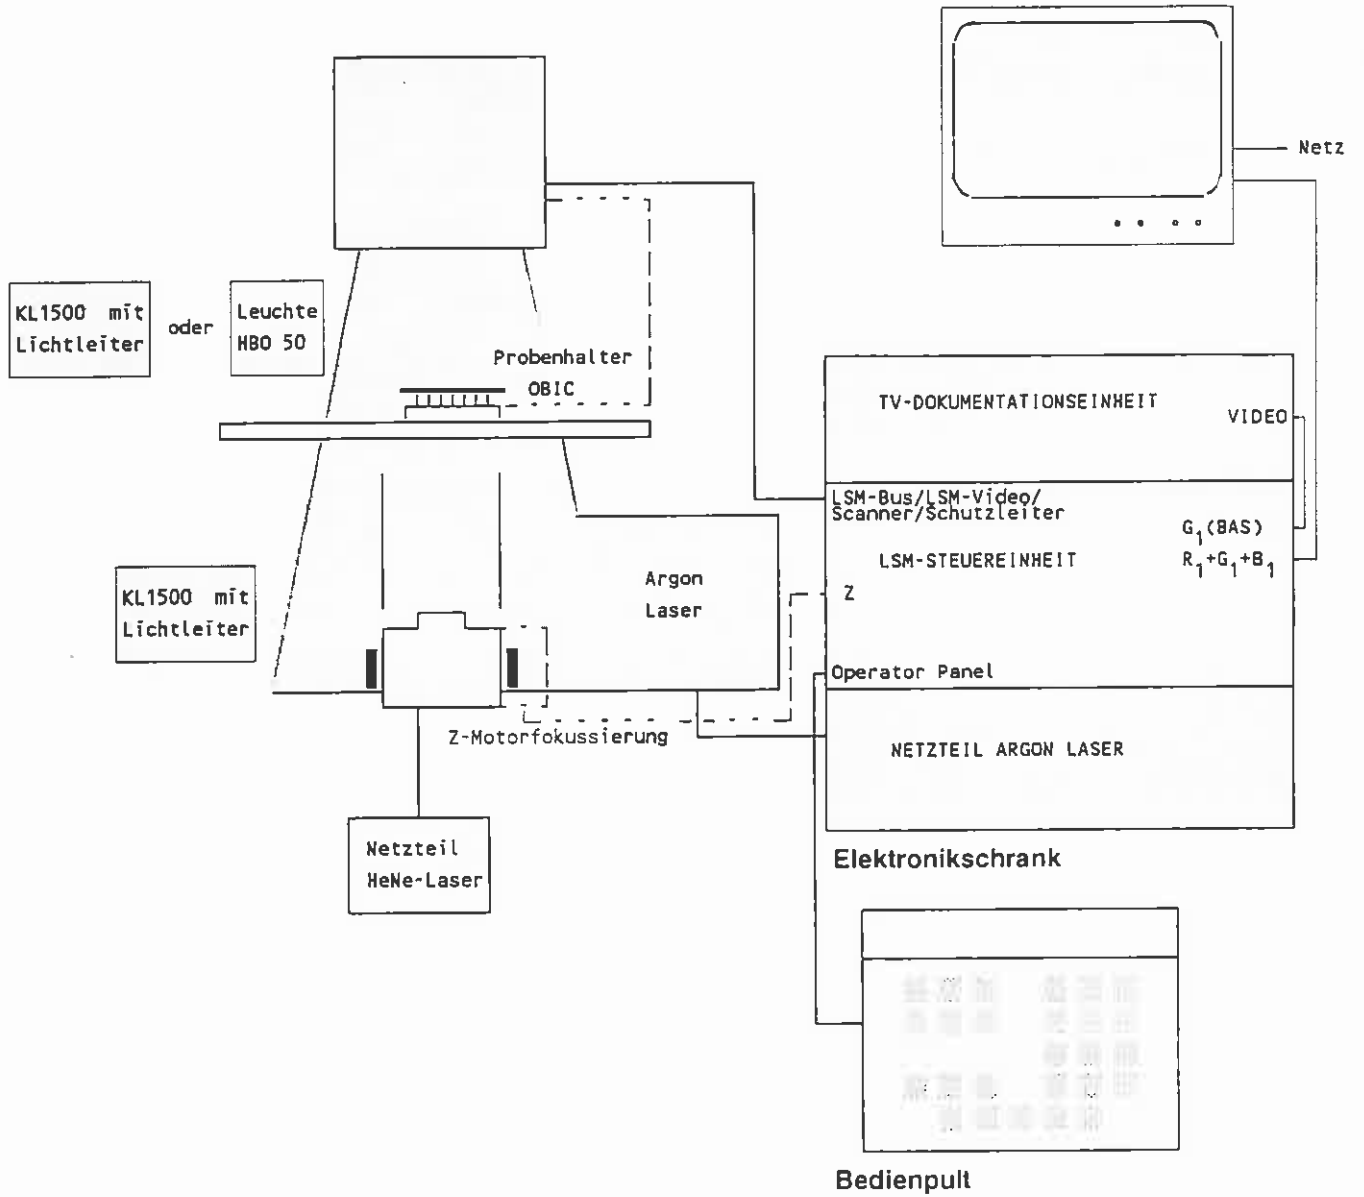 Netz
KL1500 mit
Lichtleiter
oder
Leuchte
HBO 50
Probenhalter
OBIC
TV-DOKUMENTATIONSEINHEIT
VIDEO
LSM-Bus/LSM-Video/
Scanner/Schutzleiter
G1(BAS)
LSM-STEUEREINHEIT
R1+G1+B1
Z
Argon
Laser
KL1500 mit
Lichtleiter
Operator Panel
Z-Motorfokussierung
NETZTEIL ARGON LASER
Netzteil
HeNe-Laser
Elektronikschrank
Bedienpult